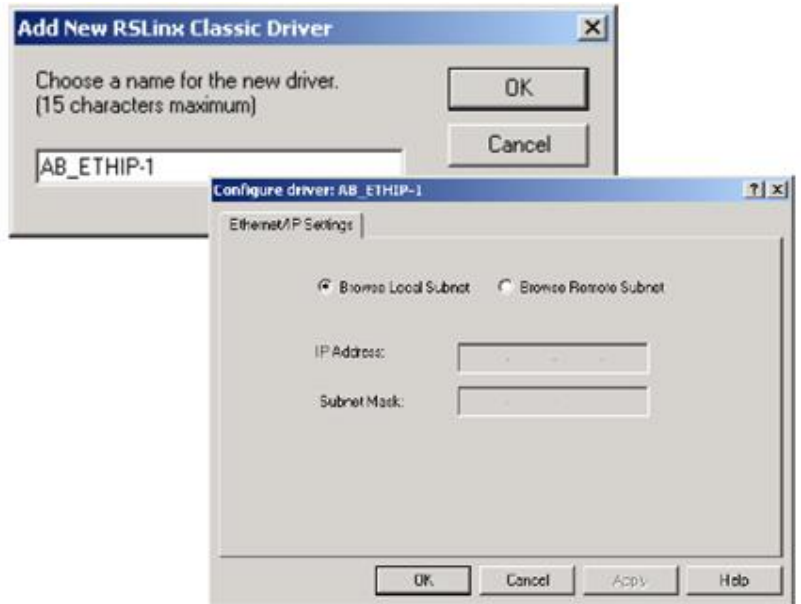 Add New RSLinx Classic Driver
Choose a name for the new driver.
(15 characters maximum)
OK
Cancel
AB_ETHIP-1
Configure driver: AB_ETHIP-1
Ethernet/IP Settings
Browse Local Subnet
Browse Remote Subnet
IP Address:
Subnet Mask:
OK
Cancel
Apply
Help